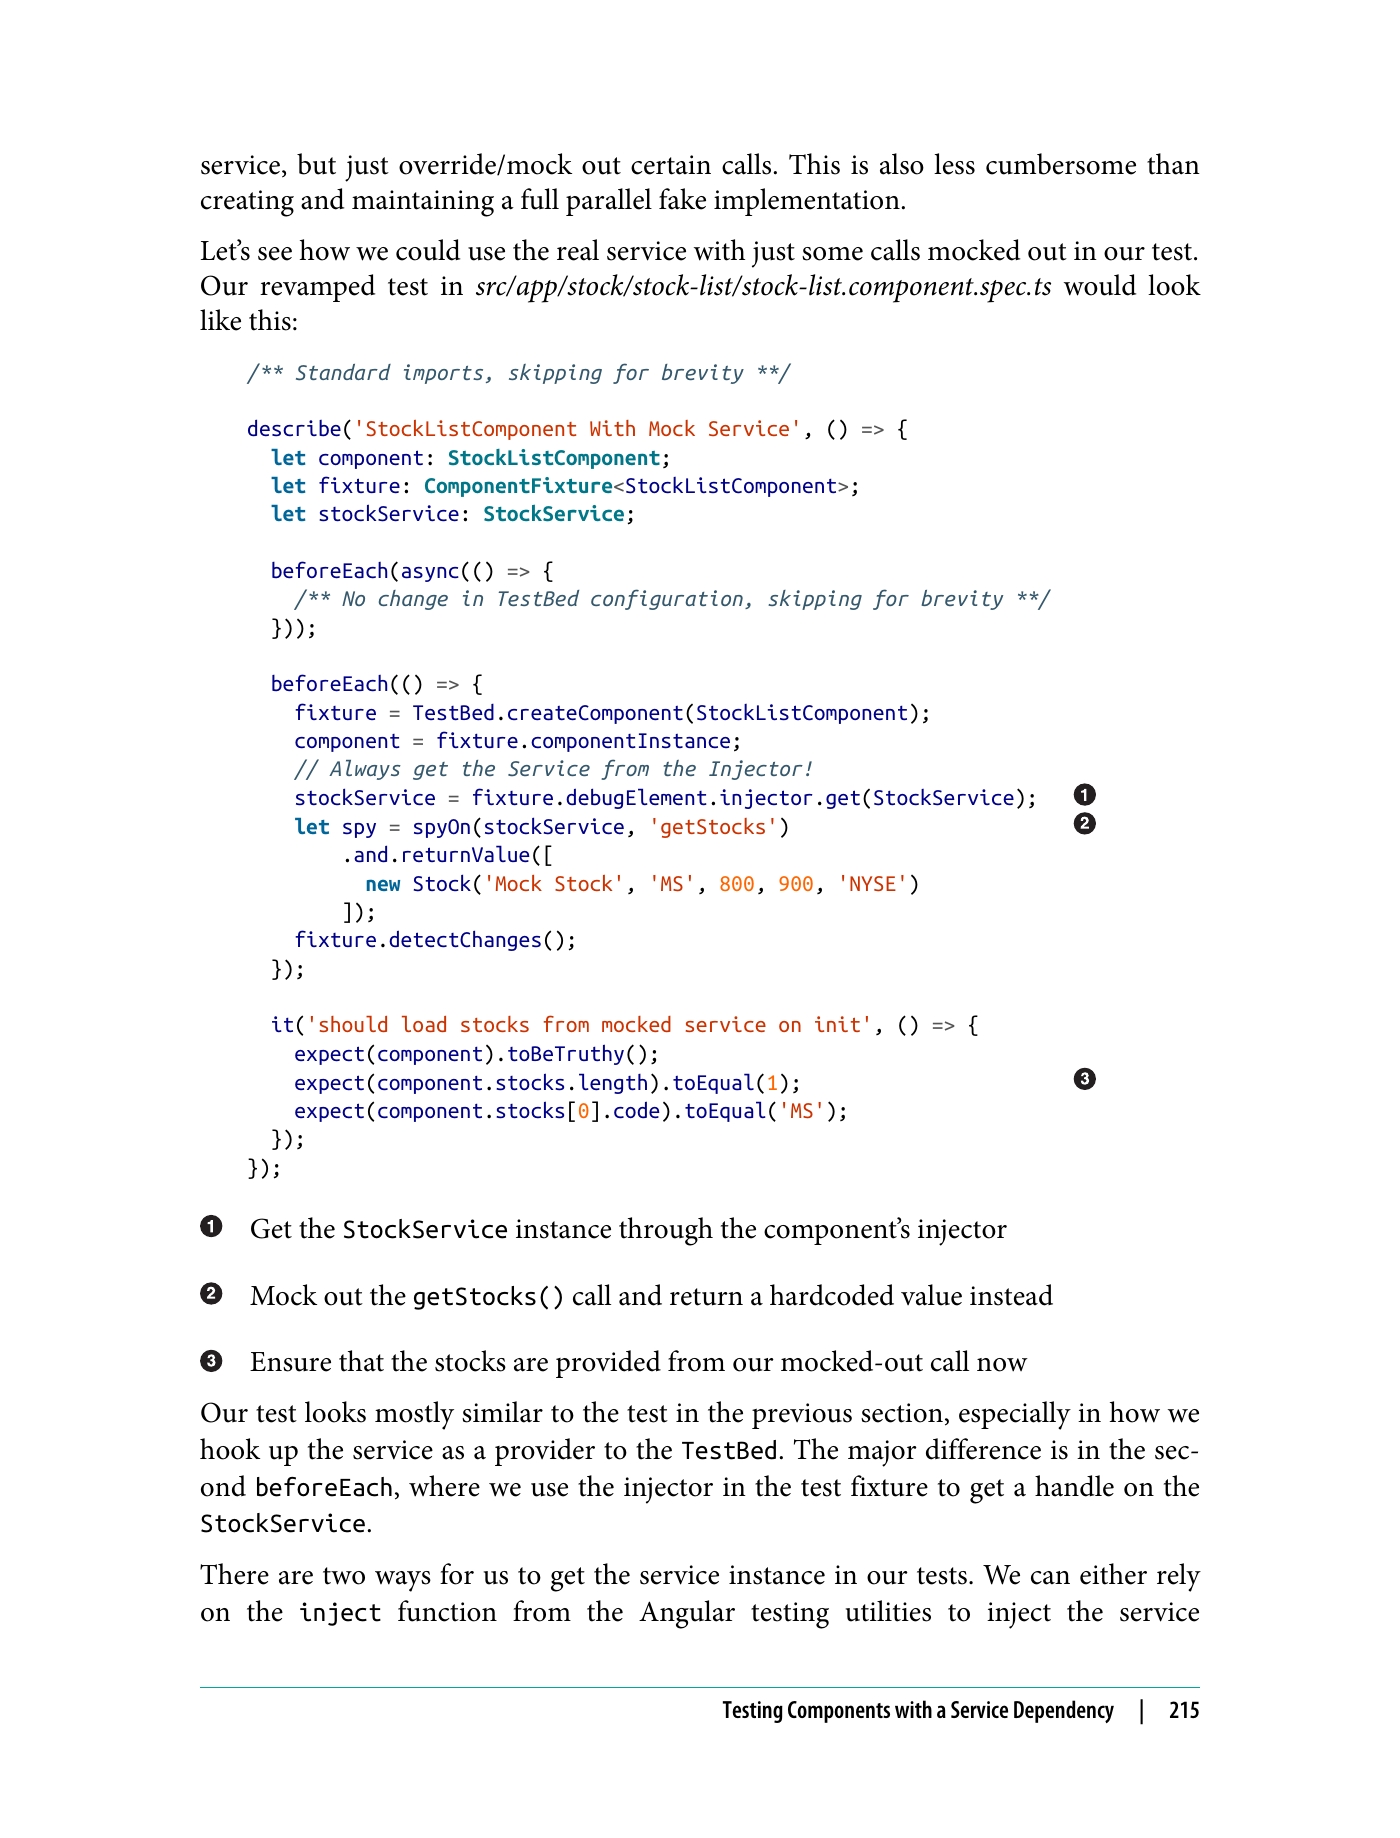 service, but just override/mock out certain calls. This is also less cumbersome than
creating and maintaining a full parallel fake implementation.
Let’s see how we could use the real service with just some calls mocked out in our test.
Our revamped test in src/app/stock/stock-list/stock-list.component.spec.ts would look
like this:
/** Standard imports, skipping for brevity **/
describe('StockListComponent With Mock Service', () => {
  let component: StockListComponent;
  let fixture: ComponentFixture<StockListComponent>;
  let stockService: StockService;
  beforeEach(async(() => {
    /** No change in TestBed configuration, skipping for brevity **/
  }));
  beforeEach(() => {
    fixture = TestBed.createComponent(StockListComponent);
    component = fixture.componentInstance;
    // Always get the Service from the Injector!
    stockService = fixture.debugElement.injector.get(StockService); ❶
    let spy = spyOn(stockService, 'getStocks') ❷
        .and.returnValue([
          new Stock('Mock Stock', 'MS', 800, 900, 'NYSE')
        ]);
    fixture.detectChanges();
  });
  it('should load stocks from mocked service on init', () => {
    expect(component).toBeTruthy();
    expect(component.stocks.length).toEqual(1); ❸
    expect(component.stocks[0].code).toEqual('MS');
  });
});
❶ Get the StockService instance through the component’s injector
❷ Mock out the getStocks() call and return a hardcoded value instead
❸ Ensure that the stocks are provided from our mocked-out call now
Our test looks mostly similar to the test in the previous section, especially in how we
hook up the service as a provider to the TestBed. The major difference is in the sec-
ond beforeEach, where we use the injector in the test fixture to get a handle on the
StockService.
There are two ways for us to get the service instance in our tests. We can either rely
on the inject function from the Angular testing utilities to inject the service
Testing Components with a Service Dependency | 215